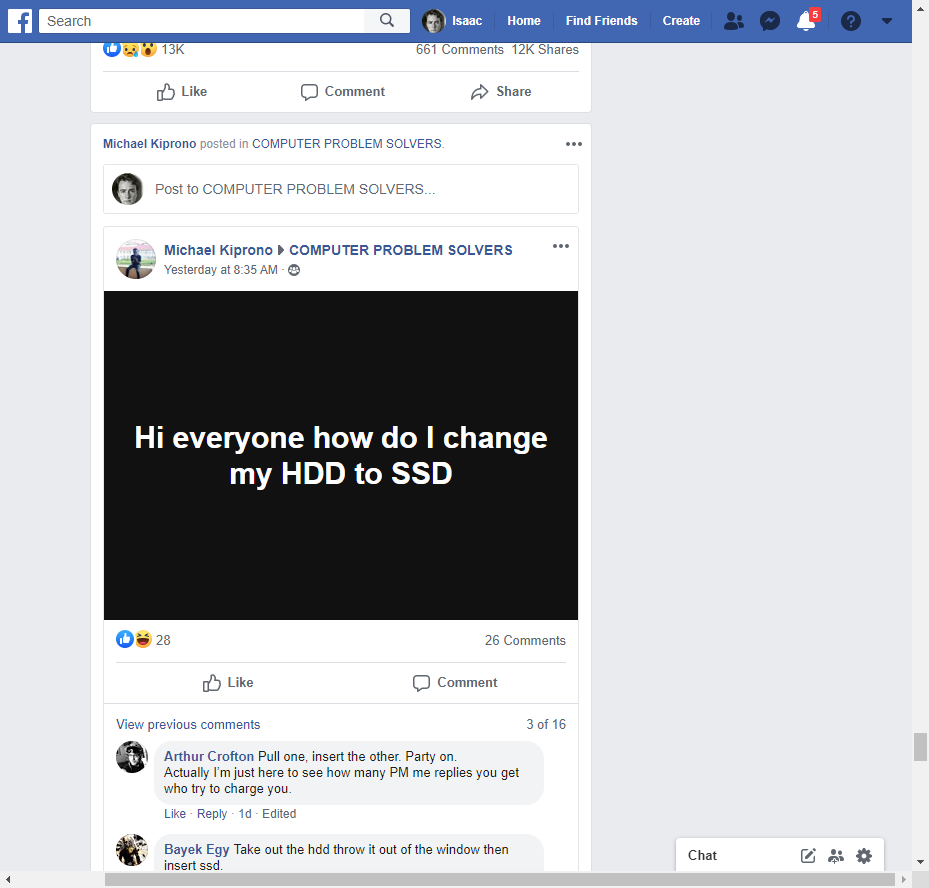 Search
Isaac
Home
Find Friends
Create
5
13K
661 Comments 12K Shares
Like
Comment
Share
Michael Kiprono posted in COMPUTER PROBLEM SOLVERS.
Post to COMPUTER PROBLEM SOLVERS...
Michael Kiprono COMPUTER PROBLEM SOLVERS
Yesterday at 8:35 AM ·
Hi everyone how do I change
my HDD to SSD
28
26 Comments
Like
Comment
View previous comments
3 of 16
Arthur Crofton Pull one, insert the other. Party on.
Actually I'm just here to see how many PM me replies you get
who try to charge you.
Like · Reply · 1d · Edited
Bayek Egy Take out the hdd throw it out of the window then
insert ssd.
Chat